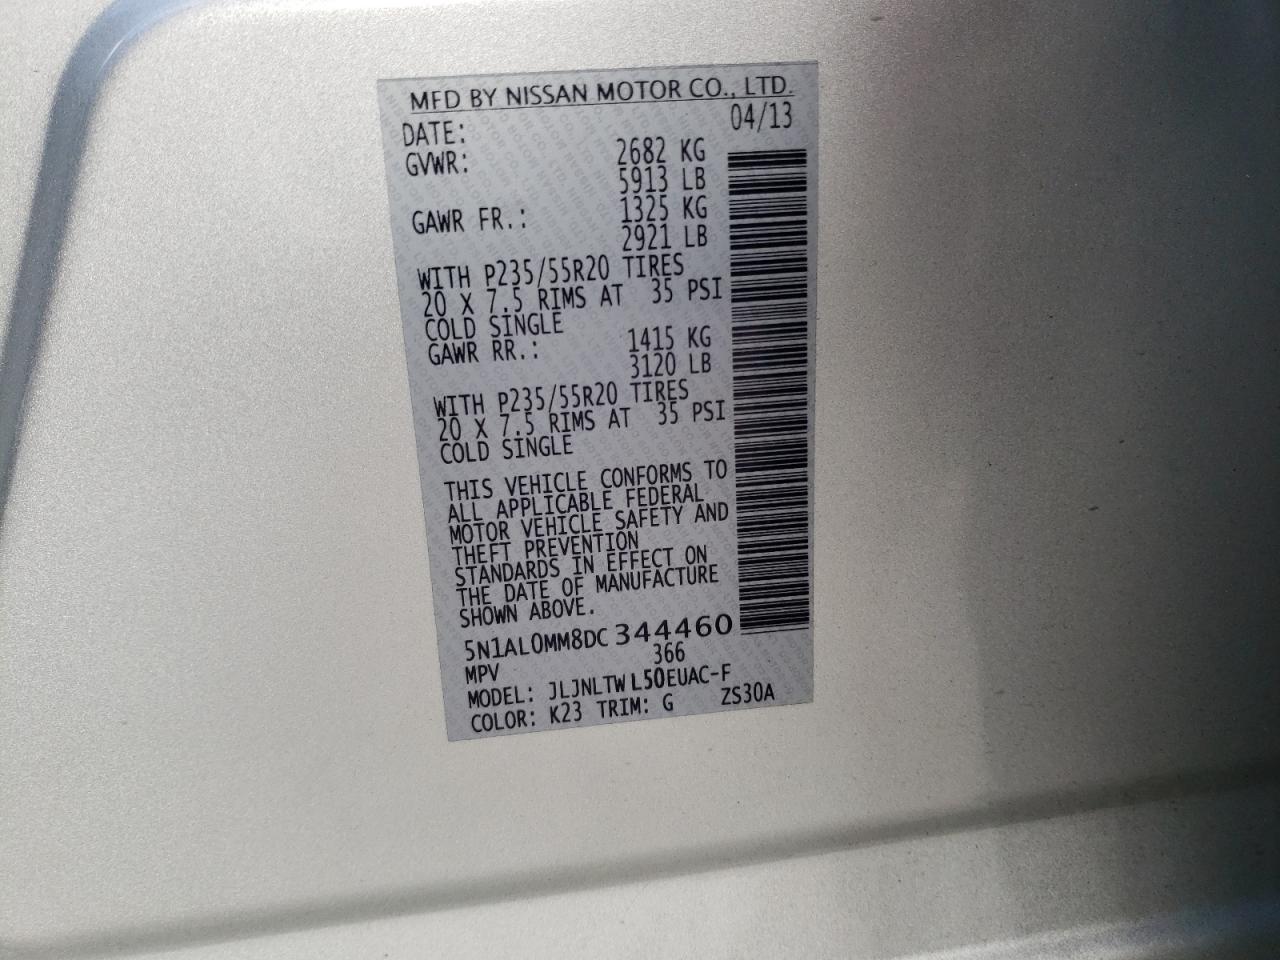 MFD BY NISSAN MOTOR CO., LTD.
DATE: 04/13
GVWR: 2682 KG
5913 LB
GAWR FR.: 1325 KG
2921 LB
WITH P235/55R20 TIRES
20 X 7.5 RIMS AT 35 PSI
COLD SINGLE
GAWR RR.: 1415 KG
3120 LB
WITH P235/55R20 TIRES
20 X 7.5 RIMS AT 35 PSI
COLD SINGLE
THIS VEHICLE CONFORMS TO
ALL APPLICABLE FEDERAL
MOTOR VEHICLE SAFETY AND
THEFT PREVENTION
STANDARDS IN EFFECT ON
THE DATE OF MANUFACTURE
SHOWN ABOVE.
5N1AL0MM8DC 344460
MPV 366
MODEL: JLJNLTW L50EUAC-F
COLOR: K23 TRIM: G ZS30A